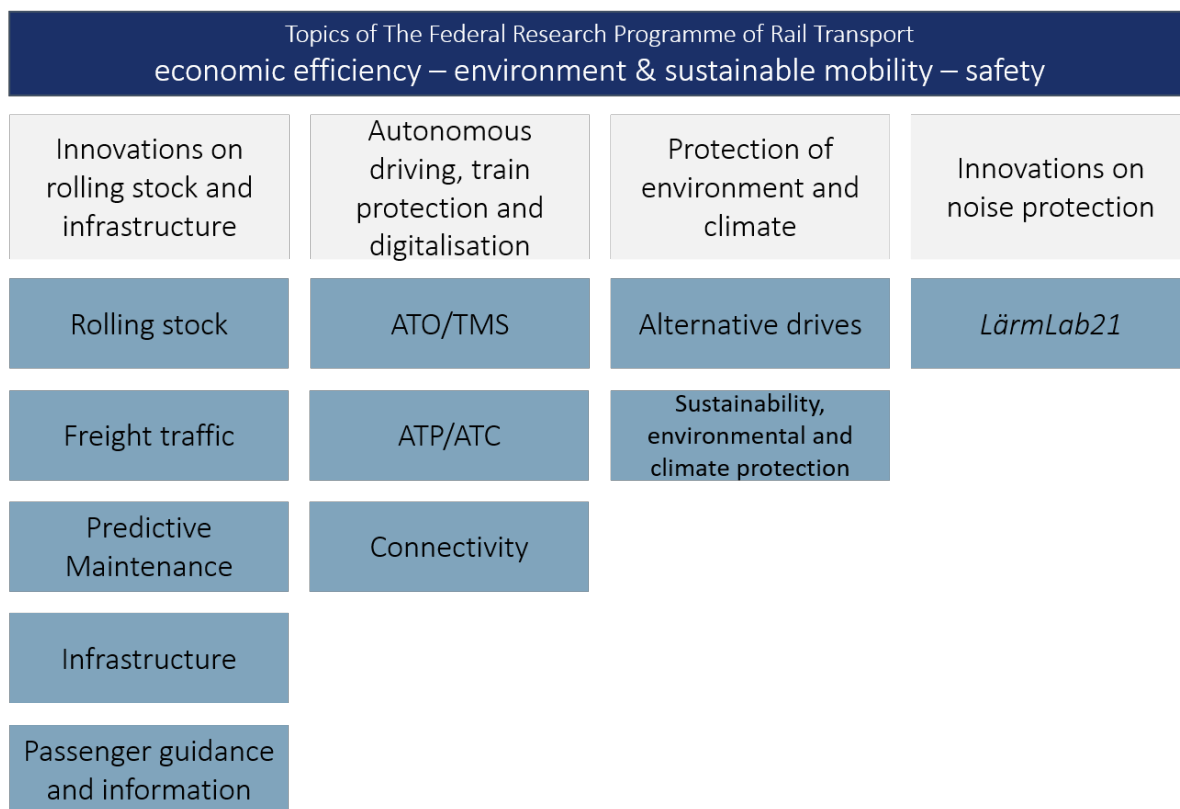 Topics of The Federal Research Programme of Rail Transport
economic efficiency – environment & sustainable mobility – safety
Innovations on
rolling stock and
infrastructure
Autonomous
driving, train
protection and
digitalisation
Protection of
environment and
climate
Innovations on
noise protection
Rolling stock
ATO/TMS
Alternative drives
LärmLab21
Freight traffic
ATP/ATC
Sustainability,
environmental and
climate protection
Predictive
Maintenance
Connectivity
Infrastructure
Passenger guidance
and information